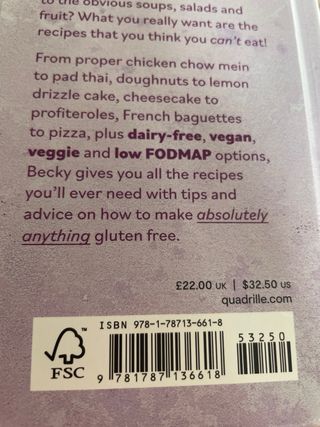 to the obvious soups, salads and
fruit? What you really want are the
recipes that you think you can't eat!
From proper chicken chow mein
to pad thai, doughnuts to lemon
drizzle cake, cheesecake to
profiteroles, French baguettes
to pizza, plus dairy-free, vegan,
veggie and low FODMAP options,
Becky gives you all the recipes
you'll ever need with tips and
advice on how to make absolutely
anything gluten free.
£22.00 UK | $32.50 US
quadrille.com
ISBN 978-1-78713-661-8
53250
FSC
9 781787 136618